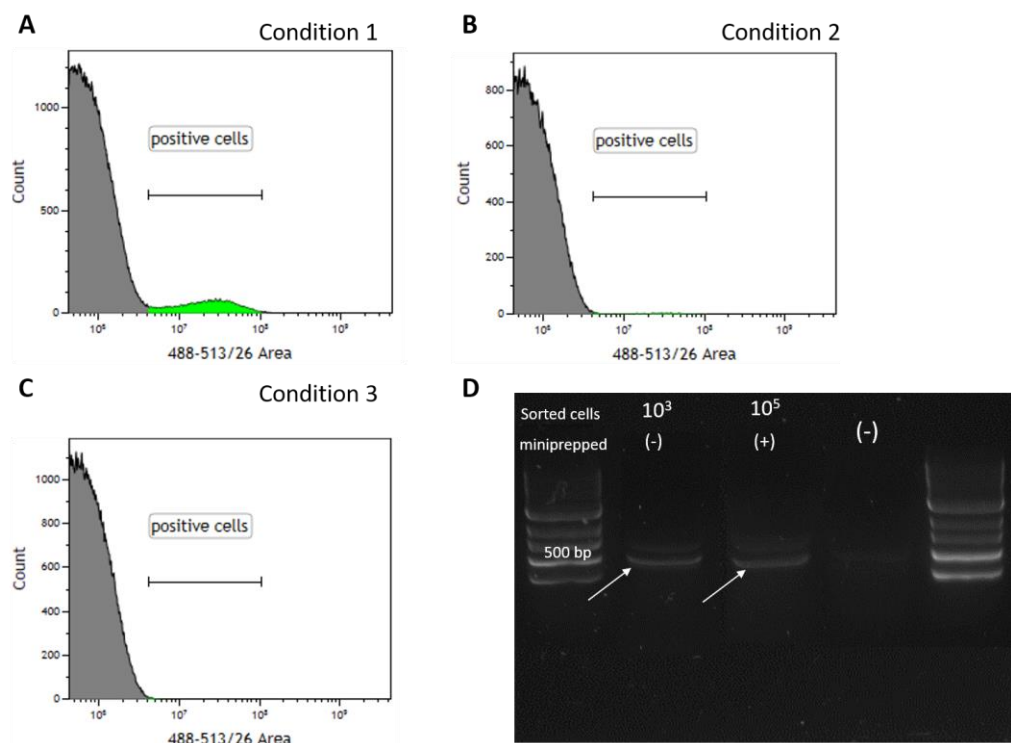 A
Condition 1
Count
1000
500
0
positive cells
10⁶
10⁷
10⁸
10⁹
488-513/26 Area
B
Condition 2
Count
800
600
400
200
0
positive cells
10⁶
10⁷
10⁸
10⁹
488-513/26 Area
C
Condition 3
Count
1000
800
600
400
200
0
positive cells
10⁶
10⁷
10⁸
10⁹
488-513/26 Area
D
Sorted cells 10³ 10⁵
miniprepped (-) (+) (-)
500 bp